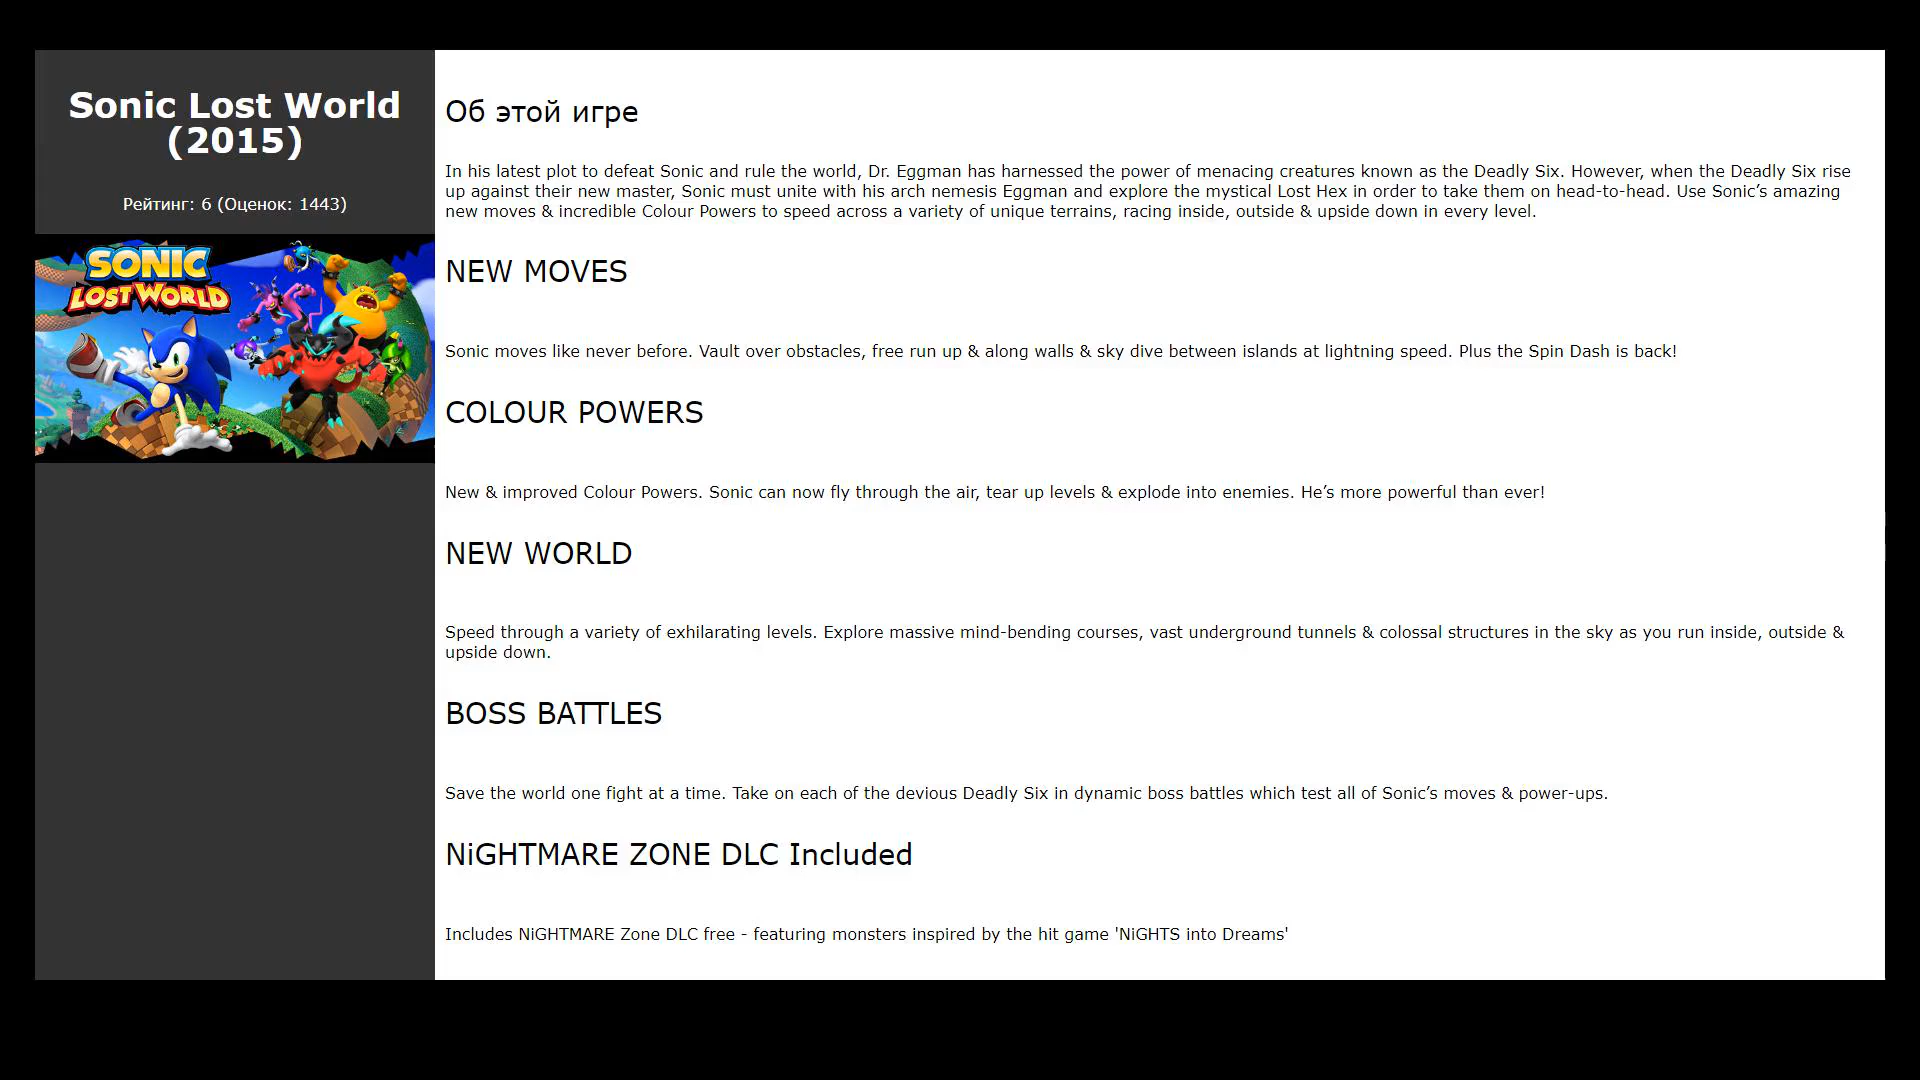 Sonic Lost World
(2015)
Рейтинг: 6 (Оценок: 1443)
SONIC
LOST WORLD
Об этой игре
In his latest plot to defeat Sonic and rule the world, Dr. Eggman has harnessed the power of menacing creatures known as the Deadly Six. However, when the Deadly Six rise
up against their new master, Sonic must unite with his arch nemesis Eggman and explore the mystical Lost Hex in order to take them on head-to-head. Use Sonic’s amazing
new moves & incredible Colour Powers to speed across a variety of unique terrains, racing inside, outside & upside down in every level.
NEW MOVES
Sonic moves like never before. Vault over obstacles, free run up & along walls & sky dive between islands at lightning speed. Plus the Spin Dash is back!
COLOUR POWERS
New & improved Colour Powers. Sonic can now fly through the air, tear up levels & explode into enemies. He’s more powerful than ever!
NEW WORLD
Speed through a variety of exhilarating levels. Explore massive mind-bending courses, vast underground tunnels & colossal structures in the sky as you run inside, outside &
upside down.
BOSS BATTLES
Save the world one fight at a time. Take on each of the devious Deadly Six in dynamic boss battles which test all of Sonic’s moves & power-ups.
NiGHTMARE ZONE DLC Included
Includes NiGHTMARE Zone DLC free - featuring monsters inspired by the hit game 'NiGHTS into Dreams'